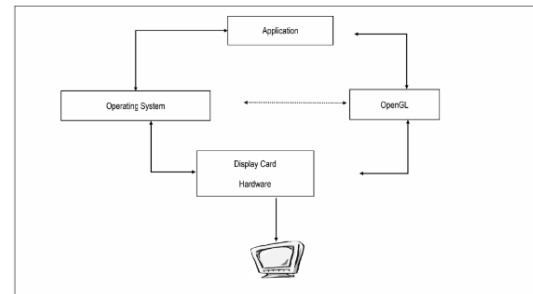 Application
Operating System
OpenGL
Display Card
Hardware